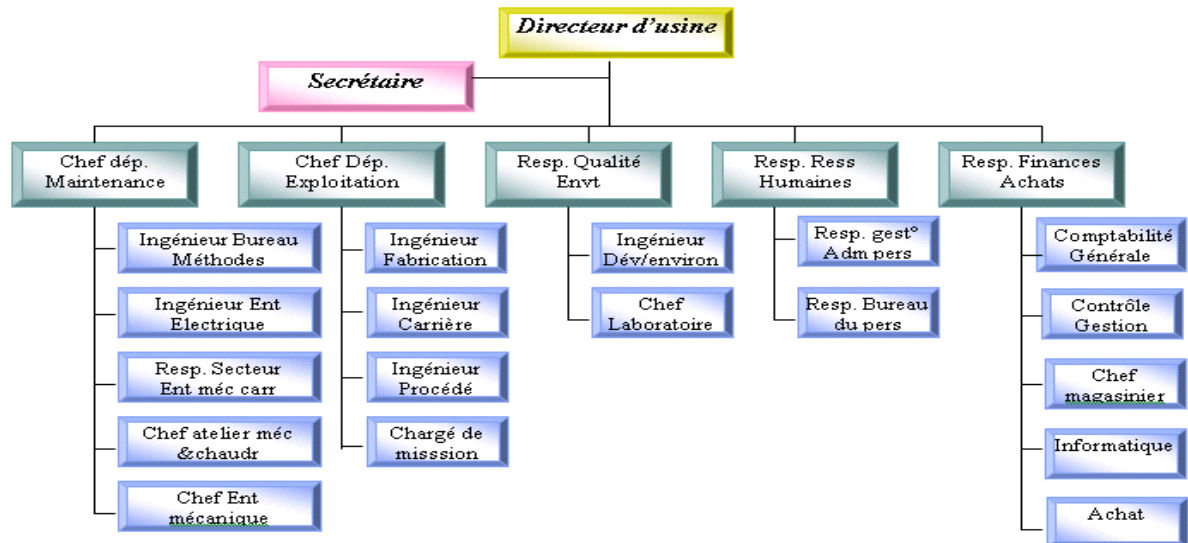 Directeur d'usine
Secrétaire
Chef dép.
Maintenance
Chef Dép.
Exploitation
Resp. Qualité
Envt
Resp. Ress
Humaines
Resp. Finances
Achats
Ingénieur Bureau
Méthodes
Ingénieur Ent
Electrique
Resp. Secteur
Ent méc carr
Chef atelier méc
&chaudr
Chef Ent
mécanique
Ingénieur
Fabrication
Ingénieur
Carrière
Ingénieur
Procédé
Chargé de
misssion
Ingénieur
Dév/environ
Chef
Laboratoire
Resp. gest°
Adm pers
Resp. Bureau
du pers
Comptabilité
Générale
Contrôle
Gestion
Chef
magasinier
Informatique
Achat